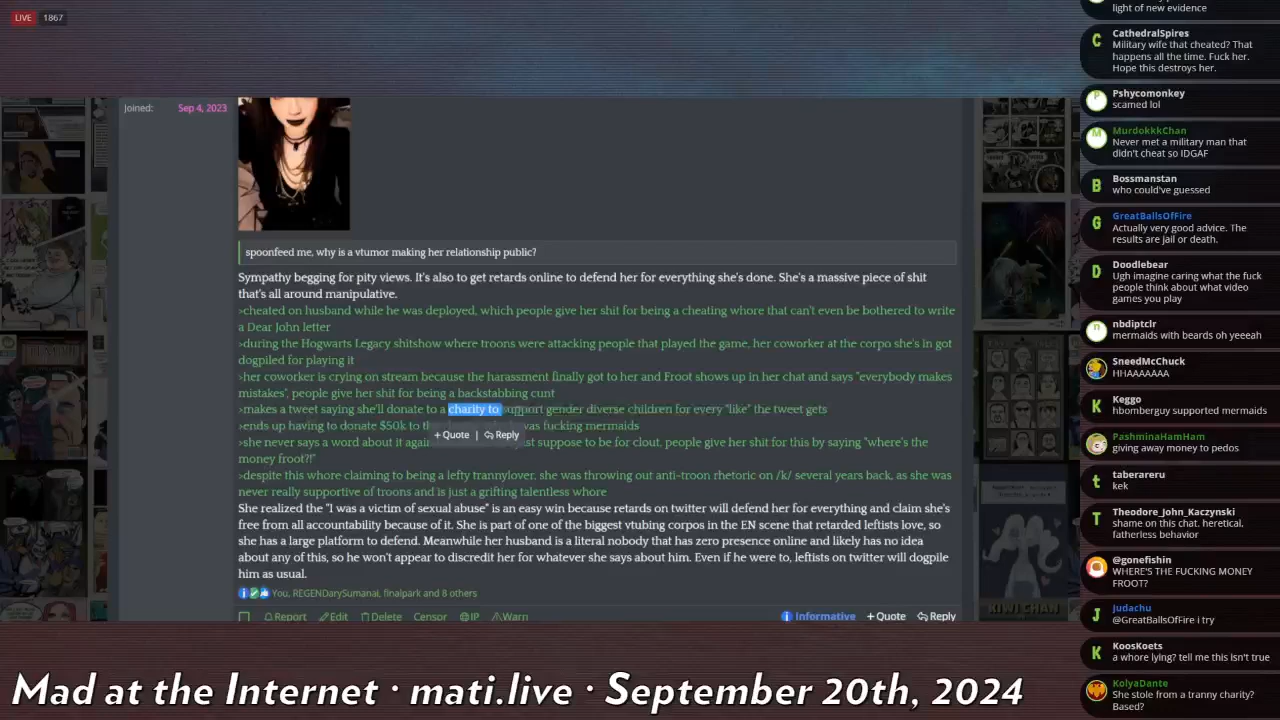 LIVE 1867
Joined: Sep 4, 2023
spoonfeed me, why is a vtumor making her relationship public?
Sympathy begging for pity views. It's also to get retards online to defend her for everything she's done. She's a massive piece of shit
that's all around manipulative.
>cheated on husband while he was deployed, which people give her shit for being a cheating whore that can't even be bothered to write
a Dear John letter
>during the Hogwarts Legacy shitshow where troons were attacking people that played the game, her coworker at the corpo she's in got
dogpiled for playing it
>her coworker is crying on stream because the harassment finally got to her and Froot shows up in her chat and says "everybody makes
mistakes", people give her shit for being a backstabbing cunt
>makes a tweet saying she'll donate to a charity to support gender diverse children for every "like" the tweet gets
>ends up having to donate $50k to th was fucking mermaids
+Quote | Reply
>she never says a word about it again st suppose to be for clout, people give her shit for this by saying "where's the
money froot?!"
>despite this whore claiming to being a lefty trannylover, she was throwing out anti-troon rhetoric on /k/ several years back, as she was
never really supportive of troons and is just a grifting talentless whore
She realized the "I was a victim of sexual abuse" is an easy win because retards on twitter will defend her for everything and claim she's
free from all accountability because of it. She is part of one of the biggest vtubing corpos in the EN scene that retarded leftists love, so
she has a large platform to defend. Meanwhile her husband is a literal nobody that has zero presence online and likely has no idea
about any of this, so he won't appear to discredit her for whatever she says about him. Even if he were to, leftists on twitter will dogpile
him as usual.
You, REGENDarySumanai, finalpark and 8 others
Report Edit Delete Censor IP Warn Informative +Quote Reply
KIWI CHAN
light of new evidence
CathedralSpires
Military wife that cheated? That
happens all the time. Fuck her.
Hope this destroys her.
Pshycomonkey
scamed lol
MurdokkkChan
Never met a military man that
didn't cheat so IDGAF
Bossmanstan
who could've guessed
GreatBallsOfFire
Actually very good advice. The
results are jail or death.
Doodlebear
Ugh imagine caring what the fuck
people think about what video
games you play
nbdiptclr
mermaids with beards oh yeeeah
SneedMcChuck
HHAAAAAAA
Keggo
hbomberguy supported mermaids
PashminaHamHam
giving away money to pedos
taberareru
kek
Theodore_John_Kaczynski
shame on this chat. heretical.
fatherless behavior
@gonefishin
WHERE'S THE FUCKING MONEY
FROOT?
Judachu
@GreatBallsOfFire i try
KoosKoets
a whore lying? tell me this isn't true
KolyaDante
She stole from a tranny charity?
Based?
Mad at the Internet · mati.live · September 20th, 2024